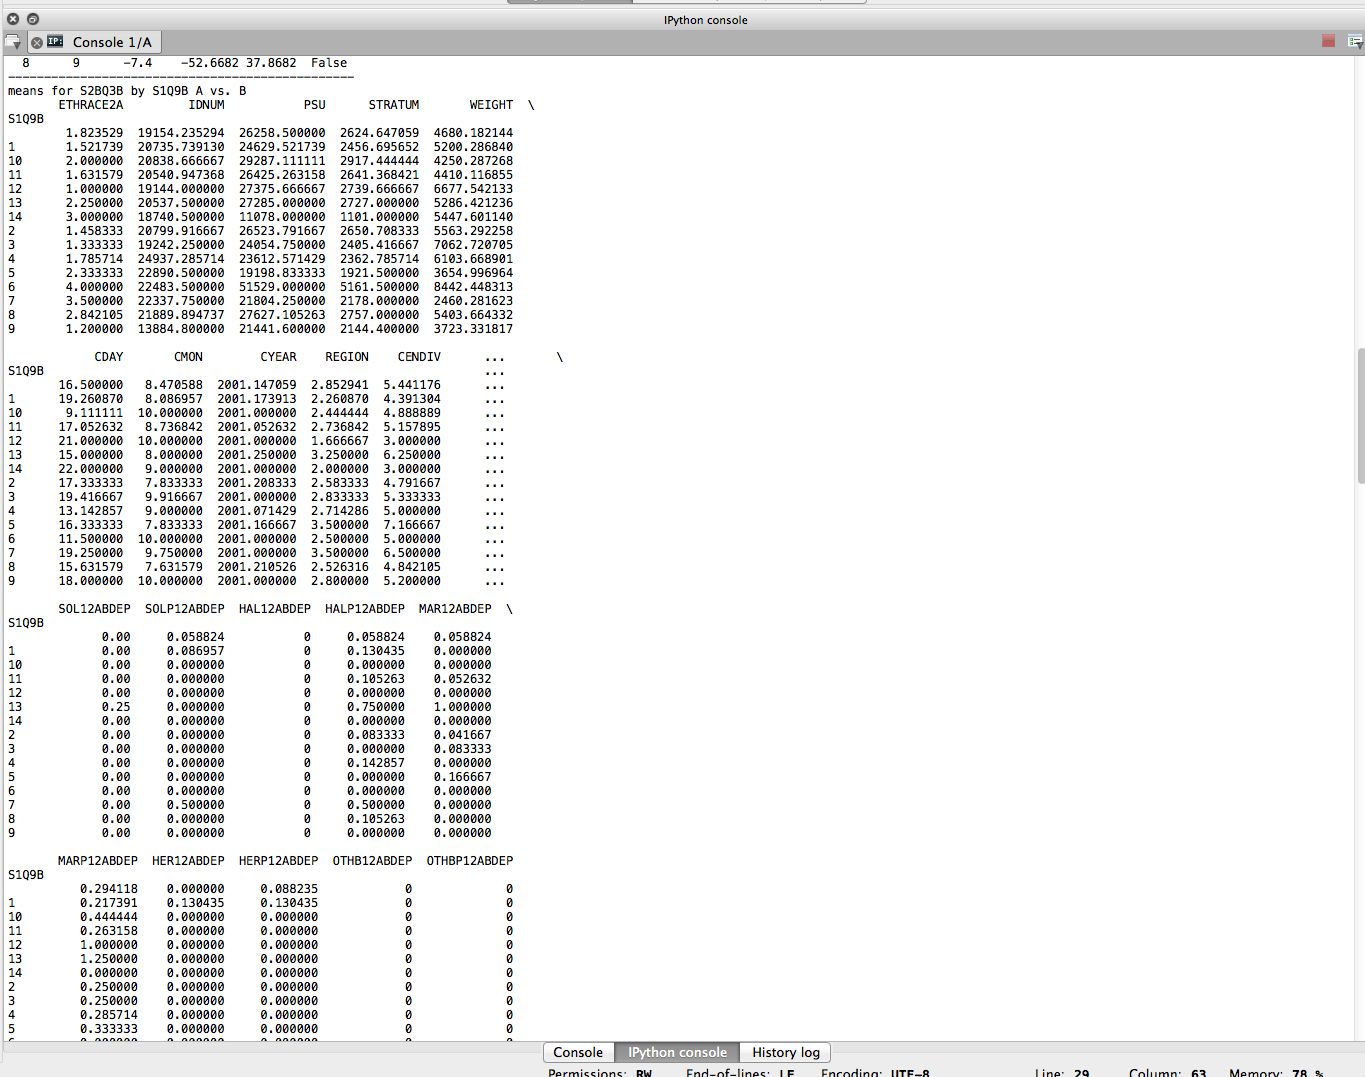 IPython console
IP: Console 1/A
8 9 -7.4 -52.6682 37.8682 False
------------------------------------------------
means for S2BQ3B by S1Q9B A vs. B
ETHRACE2A IDNUM PSU STRATUM WEIGHT \
S1Q9B
1.823529 19154.235294 26258.500000 2624.647059 4680.182144
1 1.521739 20735.739130 24629.521739 2456.695652 5200.286840
10 2.000000 20838.666667 29287.111111 2917.444444 4250.287268
11 1.631579 20540.947368 26425.263158 2641.368421 4410.116855
12 1.000000 19144.000000 27375.666667 2739.666667 6677.542133
13 2.250000 20537.500000 27285.000000 2727.000000 5286.421236
14 3.000000 18740.500000 11078.000000 1101.000000 5447.601140
2 1.458333 20799.916667 26523.791667 2650.708333 5563.292258
3 1.333333 19242.250000 24054.750000 2405.416667 7062.720705
4 1.785714 24937.285714 23612.571429 2362.785714 6103.668901
5 2.333333 22890.500000 19198.833333 1921.500000 3654.996964
6 4.000000 22483.500000 51529.000000 5161.500000 8442.448313
7 3.500000 22337.750000 21804.250000 2178.000000 2460.281623
8 2.842105 21889.894737 27627.105263 2757.000000 5403.664332
9 1.200000 13884.800000 21441.600000 2144.400000 3723.331817
CDAY CMON CYEAR REGION CENDIV ... \
S1Q9B ...
16.500000 8.470588 2001.147059 2.852941 5.441176 ...
1 19.260870 8.086957 2001.173913 2.260870 4.391304 ...
10 9.111111 10.000000 2001.000000 2.444444 4.888889 ...
11 17.052632 8.736842 2001.052632 2.736842 5.157895 ...
12 21.000000 10.000000 2001.000000 1.666667 3.000000 ...
13 15.000000 8.000000 2001.250000 3.250000 6.250000 ...
14 22.000000 9.000000 2001.000000 2.000000 3.000000 ...
2 17.333333 7.833333 2001.208333 2.583333 4.791667 ...
3 19.416667 9.916667 2001.000000 2.833333 5.333333 ...
4 13.142857 9.000000 2001.071429 2.714286 5.000000 ...
5 16.333333 7.833333 2001.166667 3.500000 7.166667 ...
6 11.500000 10.000000 2001.000000 2.500000 5.000000 ...
7 19.250000 9.750000 2001.000000 3.500000 6.500000 ...
8 15.631579 7.631579 2001.210526 2.526316 4.842105 ...
9 18.000000 10.000000 2001.000000 2.800000 5.200000 ...
SOL12ABDEP SOLP12ABDEP HAL12ABDEP HALP12ABDEP MAR12ABDEP \
S1Q9B
0.00 0.058824 0 0.058824 0.058824
1 0.00 0.086957 0 0.130435 0.000000
10 0.00 0.000000 0 0.000000 0.000000
11 0.00 0.000000 0 0.105263 0.052632
12 0.00 0.000000 0 0.000000 0.000000
13 0.25 0.000000 0 0.750000 1.000000
14 0.00 0.000000 0 0.000000 0.000000
2 0.00 0.000000 0 0.083333 0.041667
3 0.00 0.000000 0 0.000000 0.083333
4 0.00 0.000000 0 0.142857 0.000000
5 0.00 0.000000 0 0.000000 0.166667
6 0.00 0.000000 0 0.000000 0.000000
7 0.00 0.500000 0 0.500000 0.000000
8 0.00 0.000000 0 0.105263 0.000000
9 0.00 0.000000 0 0.000000 0.000000
MARP12ABDEP HER12ABDEP HERP12ABDEP OTHB12ABDEP OTHBP12ABDEP
S1Q9B
0.294118 0.000000 0.088235 0 0
1 0.217391 0.130435 0.130435 0 0
10 0.444444 0.000000 0.000000 0 0
11 0.263158 0.000000 0.000000 0 0
12 1.000000 0.000000 0.000000 0 0
13 1.250000 0.000000 0.000000 0 0
14 0.000000 0.000000 0.000000 0 0
2 0.250000 0.000000 0.000000 0 0
3 0.250000 0.000000 0.000000 0 0
4 0.285714 0.000000 0.000000 0 0
5 0.333333 0.000000 0.000000 0 0
Console IPython console History log
Permissions: RW End-of-lines: LF Encoding: UTF-8 Line: 29 Column: 63 Memory: 78 %